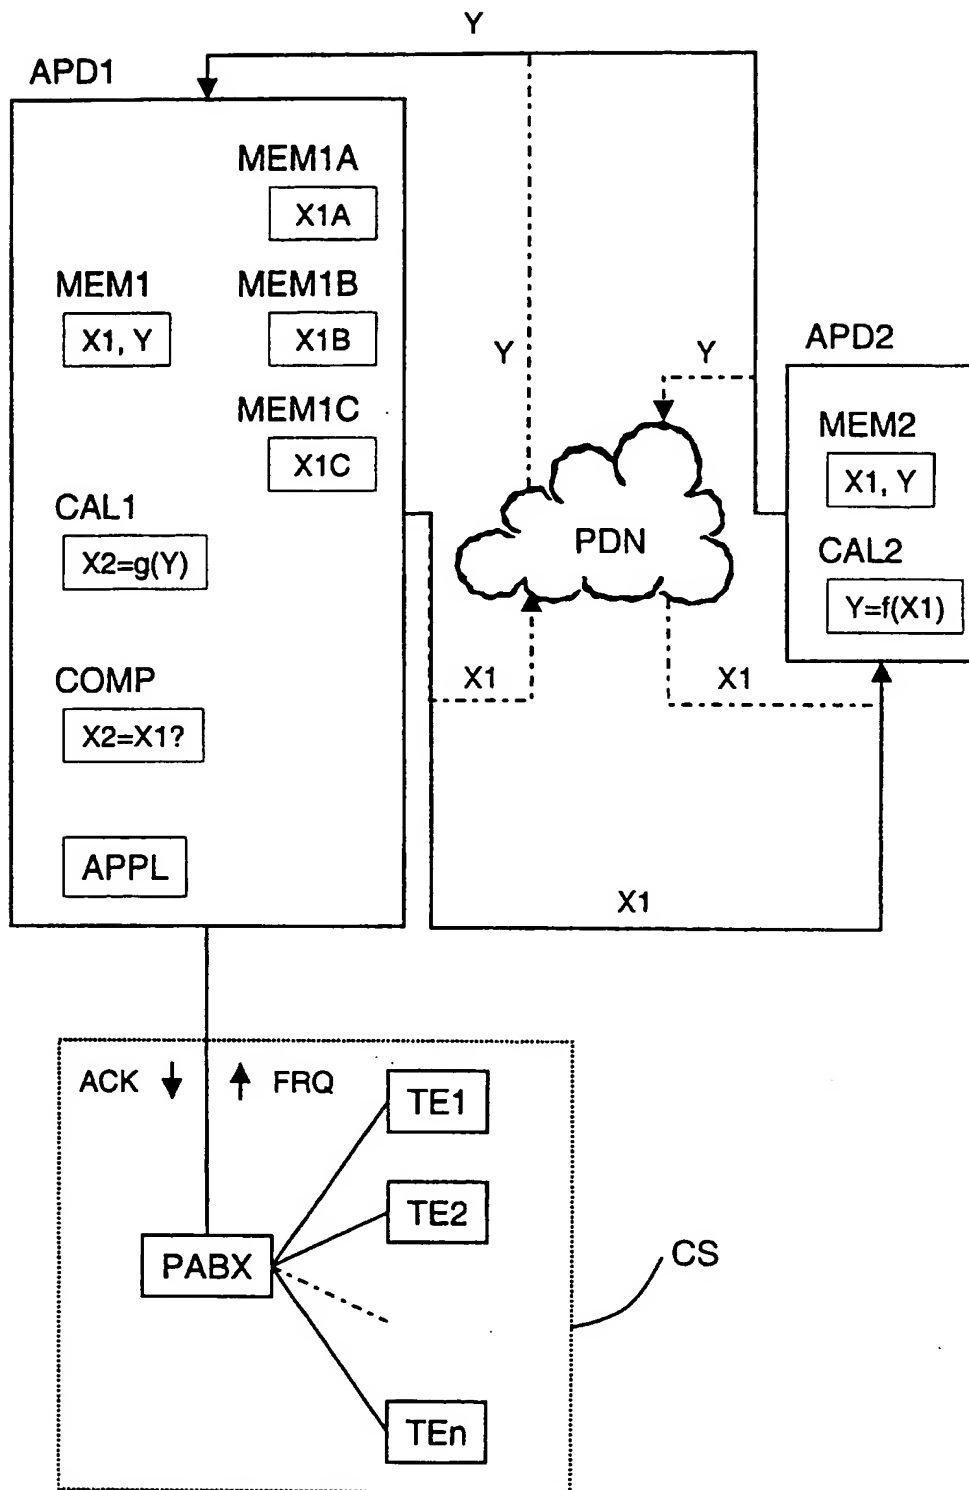 Y
APD1
MEM1A
X1A
MEM1 MEM1B
X1, Y X1B
Y Y
APD2
MEM1C
X1C
MEM2
X1, Y
CAL1
X2=g(Y)
PDN
CAL2
Y=f(X1)
COMP
X2=X1?
X1 X1
APPL
X1
ACK FRQ
TE1
TE2
PABX
CS
TEn